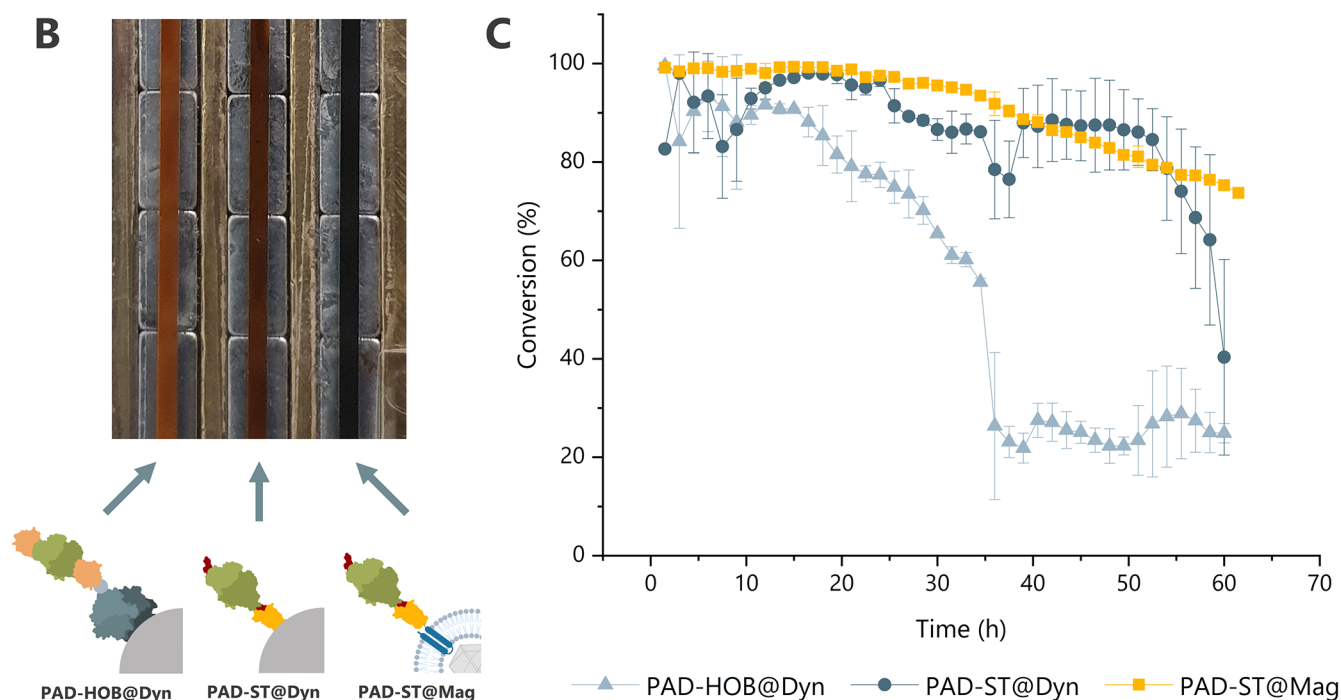 B
C
100
80
60
40
20
0
Conversion (%)
0 10 20 30 40 50 60 70
Time (h)
PAD-HOB@Dyn PAD-ST@Dyn PAD-ST@Mag
PAD-HOB@Dyn PAD-ST@Dyn PAD-ST@Mag